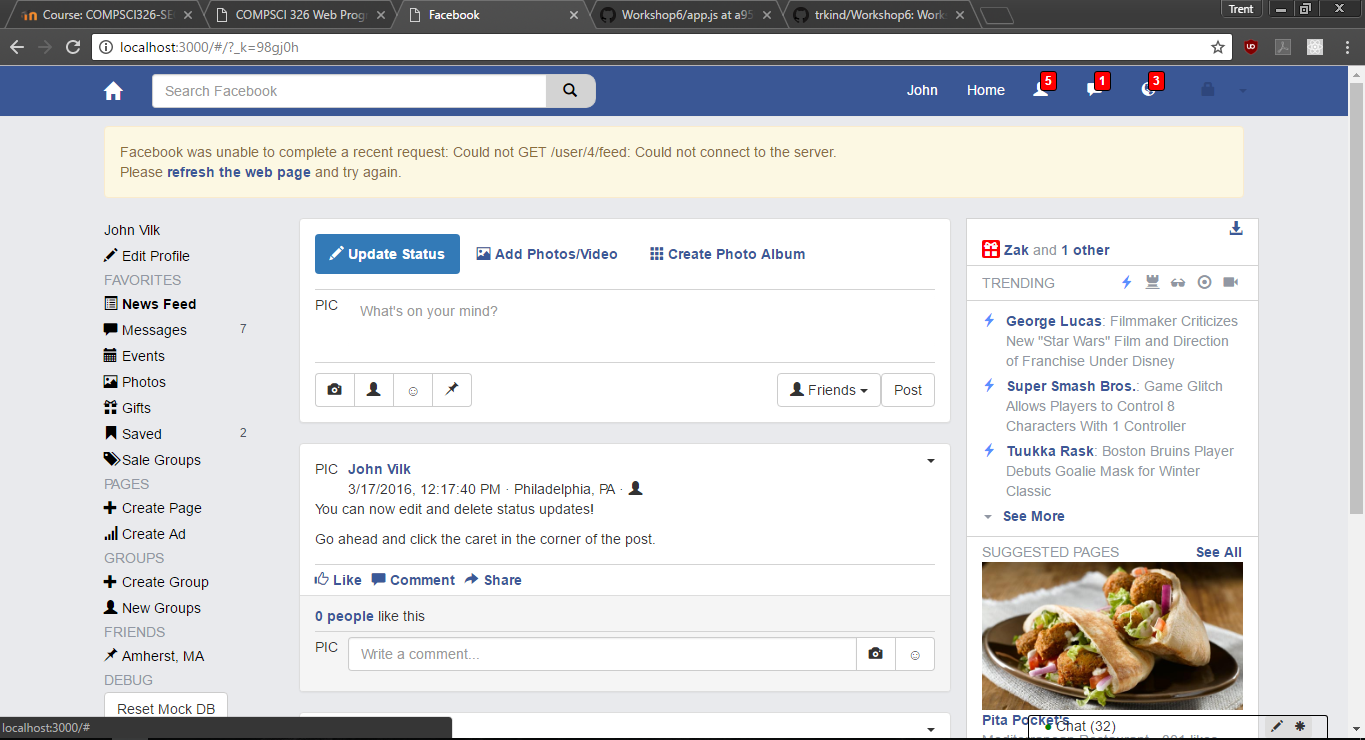 Course: COMPSCI326-SE
COMPSCI 326 Web Progr
Facebook
Workshop6/app.js at a95
trkind/Workshop6: Work
Trent
localhost:3000/#/?_k=98gj0h
Search Facebook
John
Home
5
1
3
Facebook was unable to complete a recent request: Could not GET /user/4/feed: Could not connect to the server.
Please refresh the web page and try again.
John Vilk
Edit Profile
FAVORITES
News Feed
Messages 7
Events
Photos
Gifts
Saved 2
Sale Groups
PAGES
Create Page
Create Ad
GROUPS
Create Group
New Groups
FRIENDS
Amherst, MA
DEBUG
Reset Mock DB
localhost:3000/#
Update Status
Add Photos/Video
Create Photo Album
PIC
What's on your mind?
Friends
Post
PIC John Vilk
3/17/2016, 12:17:40 PM · Philadelphia, PA ·
You can now edit and delete status updates!
Go ahead and click the caret in the corner of the post.
Like Comment Share
0 people like this
PIC
Write a comment...
Zak and 1 other
TRENDING
George Lucas: Filmmaker Criticizes
New "Star Wars" Film and Direction
of Franchise Under Disney
Super Smash Bros.: Game Glitch
Allows Players to Control 8
Characters With 1 Controller
Tuukka Rask: Boston Bruins Player
Debuts Goalie Mask for Winter
Classic
See More
SUGGESTED PAGES See All
Pita Pocket's
Chat (32)